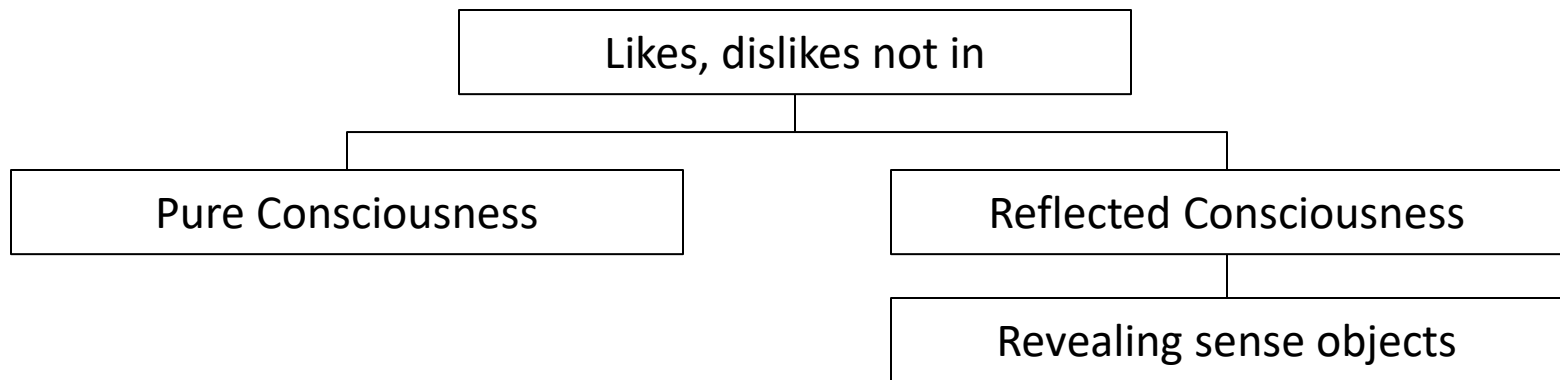 Likes, dislikes not in
Pure Consciousness
Reflected Consciousness
Revealing sense objects